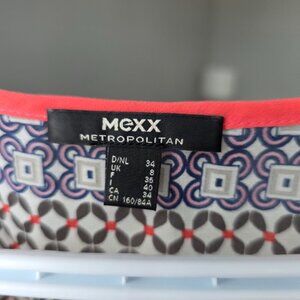 MEXX
METROPOLITAN
D/NL 34
UK 8
F 36
I 40
CA 34
CN 160/84A